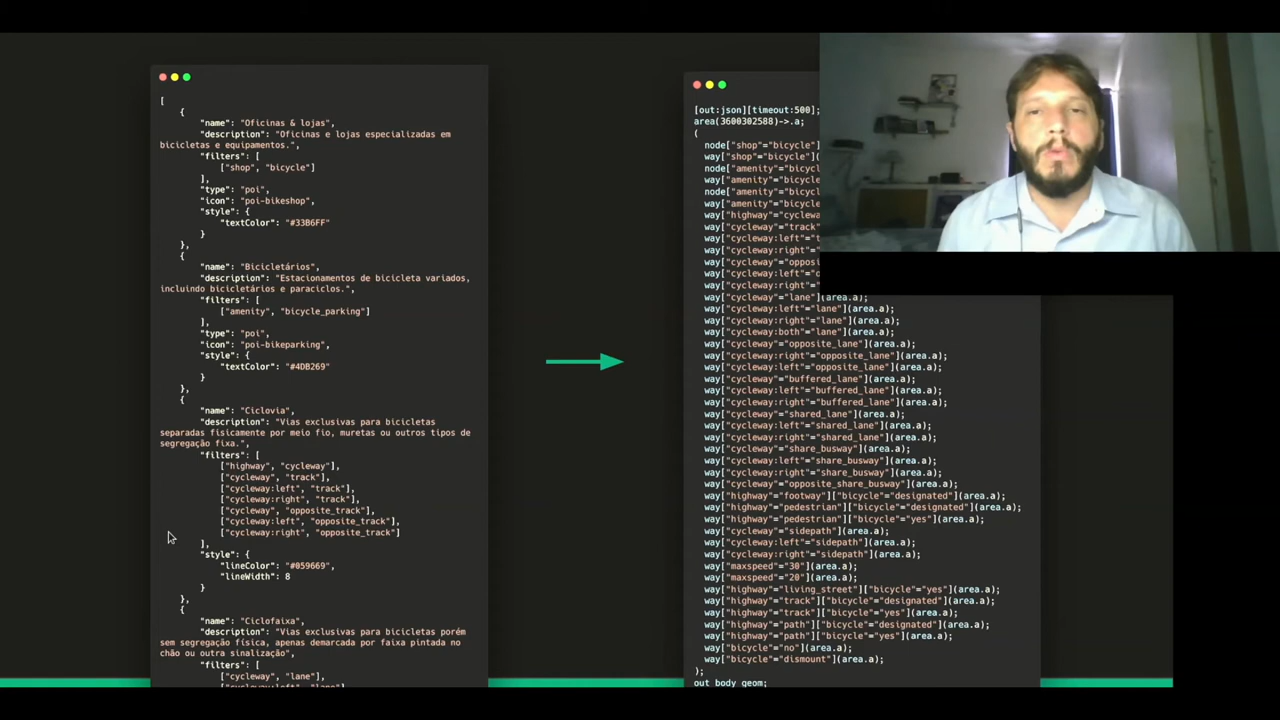 [
{
"name": "Oficinas & lojas",
"description": "Oficinas e lojas especializadas em
bicicletas e equipamentos.",
"filters": [
["shop", "bicycle"]
],
"type": "poi",
"icon": "poi-bikeshop",
"style": {
"textColor": "#33B6FF"
}
},
{
"name": "Bicicletários",
"description": "Estacionamentos de bicicleta variados,
incluindo bicicletários e paraciclos.",
"filters": [
["amenity", "bicycle_parking"]
],
"type": "poi",
"icon": "poi-bikeparking",
"style": {
"textColor": "#4DB269"
}
},
{
"name": "Ciclovia",
"description": "Vias exclusivas para bicicletas
separadas fisicamente por meio fio, muretas ou outros tipos de
segregação fixa.",
"filters": [
["highway", "cycleway"],
["cycleway", "track"],
["cycleway:left", "track"],
["cycleway:right", "track"],
["cycleway", "opposite_track"],
["cycleway:left", "opposite_track"],
["cycleway:right", "opposite_track"]
],
"style": {
"lineColor": "#059669",
"lineWidth": 8
}
},
{
"name": "Ciclofaixa",
"description": "Vias exclusivas para bicicletas porém
sem segregação física, apenas demarcada por faixa pintada no
chão ou outra sinalização",
"filters": [
["cycleway", "lane"],
["cycleway:left", "lane"],
[out:json][timeout:500];
area(3600302588)->.a;
(
node["shop"="bicycle"]
way["shop"="bicycle"](
node["amenity"="bicycle
way["amenity"="bicycle
node["amenity"="bicycle
way["amenity"="bicycle
way["highway"="cyclewa
way["cycleway"="track"
way["cycleway:left"="t
way["cycleway:right"="
way["cycleway"="oppos
way["cycleway:left"="o
way["cycleway:right"="
way["cycleway"="lane"](area.a);
way["cycleway:left"="lane"](area.a);
way["cycleway:right"="lane"](area.a);
way["cycleway:both"="lane"](area.a);
way["cycleway"="opposite_lane"](area.a);
way["cycleway:right"="opposite_lane"](area.a);
way["cycleway:left"="opposite_lane"](area.a);
way["cycleway"="buffered_lane"](area.a);
way["cycleway:left"="buffered_lane"](area.a);
way["cycleway:right"="buffered_lane"](area.a);
way["cycleway"="shared_lane"](area.a);
way["cycleway:left"="shared_lane"](area.a);
way["cycleway:right"="shared_lane"](area.a);
way["cycleway"="share_busway"](area.a);
way["cycleway:left"="share_busway"](area.a);
way["cycleway:right"="share_busway"](area.a);
way["cycleway"="opposite_share_busway"](area.a);
way["highway"="footway"]["bicycle"="designated"](area.a);
way["highway"="pedestrian"]["bicycle"="designated"](area.a);
way["highway"="pedestrian"]["bicycle"="yes"](area.a);
way["cycleway"="sidepath"](area.a);
way["cycleway:left"="sidepath"](area.a);
way["cycleway:right"="sidepath"](area.a);
way["maxspeed"="30"](area.a);
way["maxspeed"="20"](area.a);
way["highway"="living_street"]["bicycle"="yes"](area.a);
way["highway"="track"]["bicycle"="designated"](area.a);
way["highway"="track"]["bicycle"="yes"](area.a);
way["highway"="path"]["bicycle"="designated"](area.a);
way["highway"="path"]["bicycle"="yes"](area.a);
way["bicycle"="no"](area.a);
way["bicycle"="dismount"](area.a);
);
out body geom;